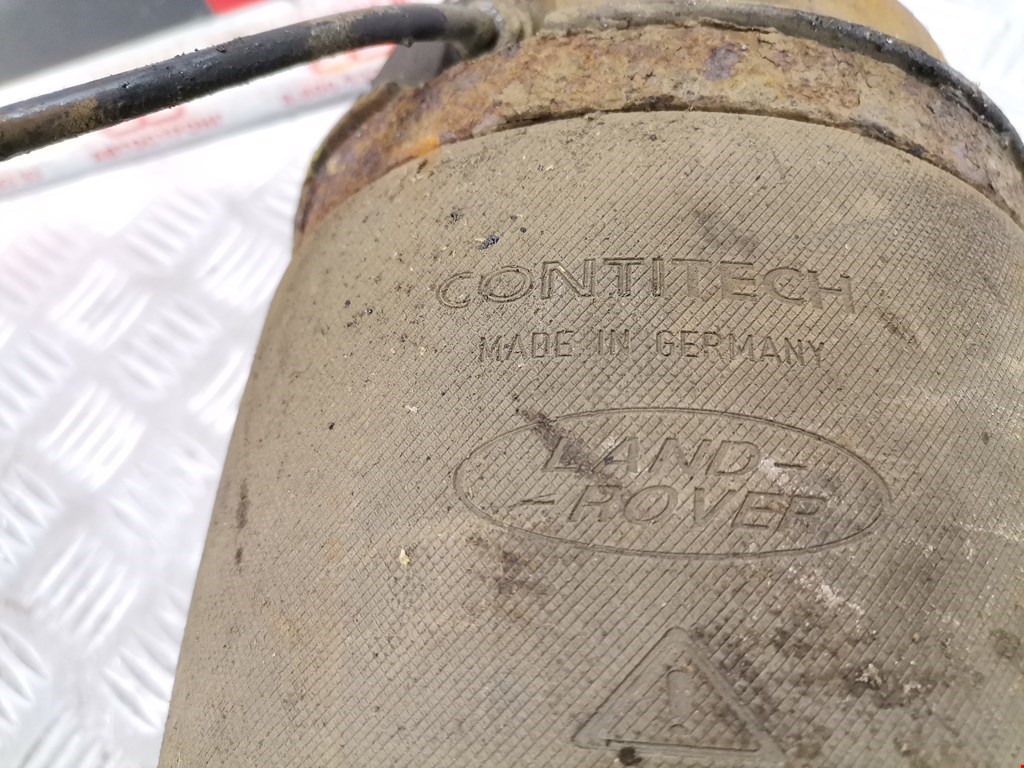 CONTITECH
MADE IN GERMANY
LAND-
-ROVER
!